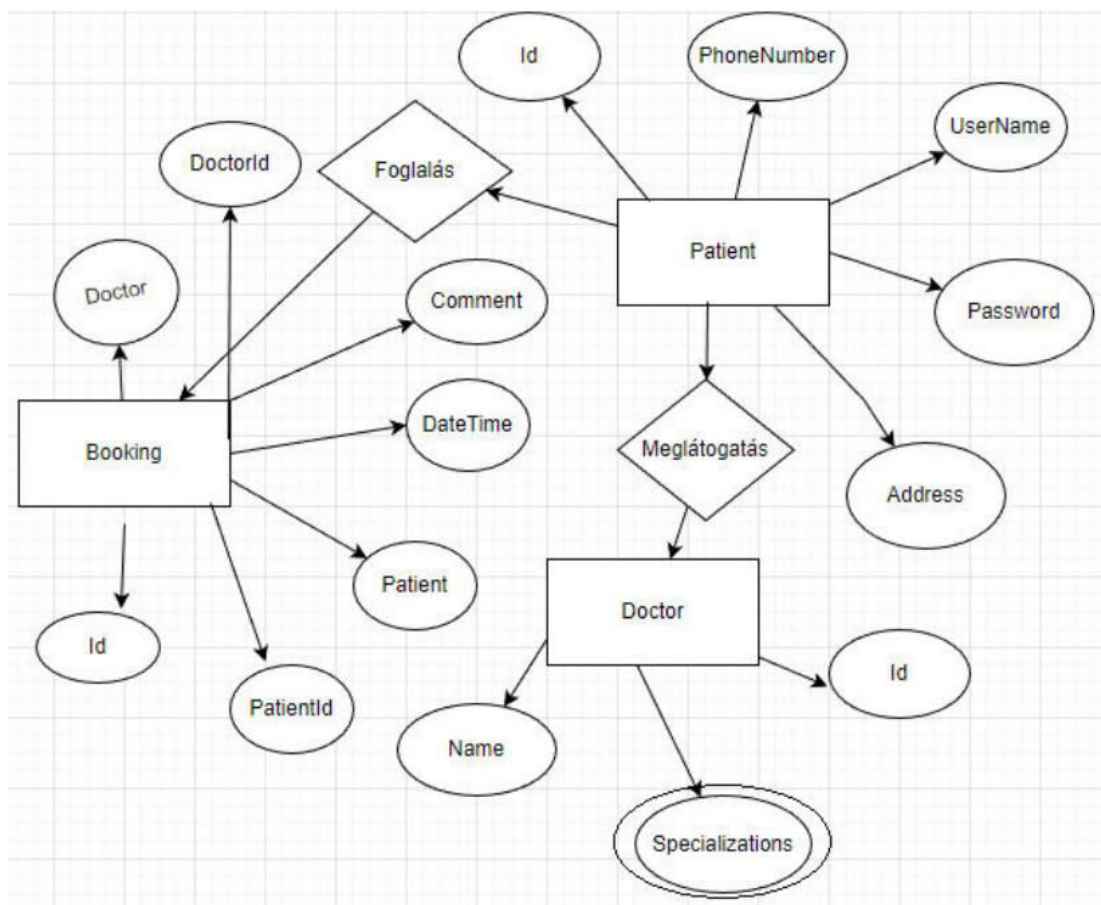 Id
PhoneNumber
UserName
DoctorId
Foglalás
Patient
Doctor
Comment
Password
DateTime
Booking
Meglátogatás
Address
Patient
Doctor
Id
Id
PatientId
Name
Specializations